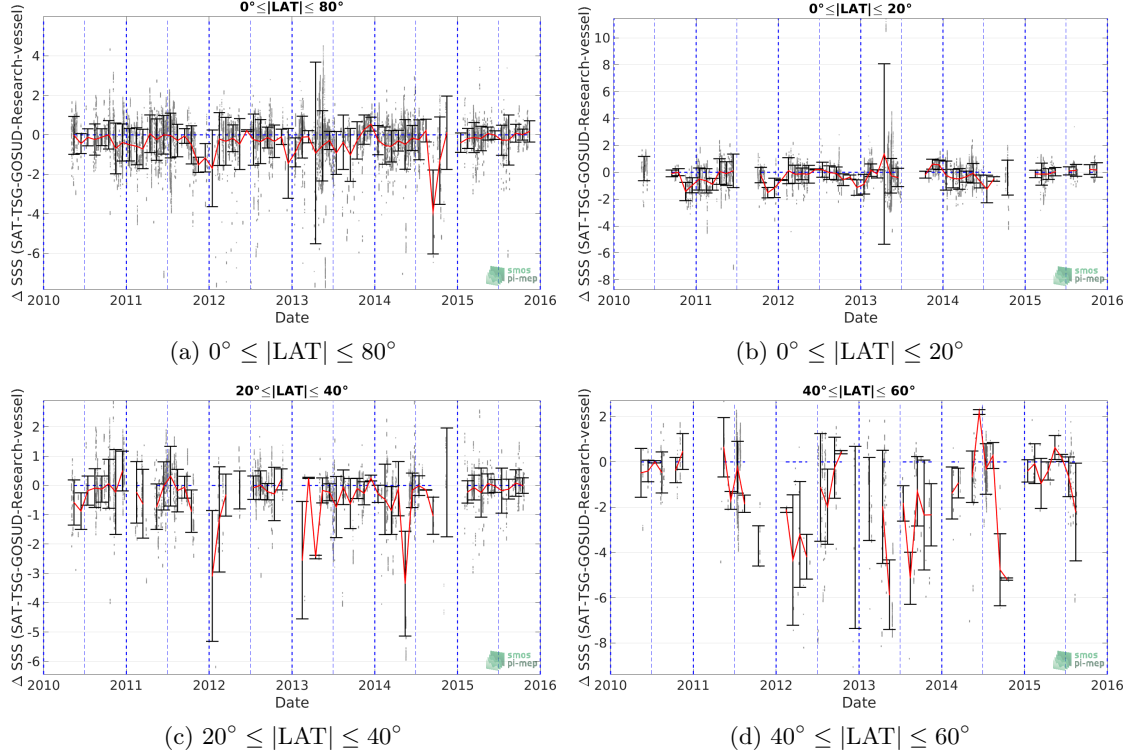 0°≤|LAT|≤ 80°
Δ SSS (SAT-TSG-GOSUD-Research-vessel)
4
2
0
-2
-4
-6
2010 2011 2012 2013 2014 2015 2016
Date
smos
pi-mep
(a) 0° ≤ |LAT| ≤ 80°
0°≤|LAT|≤ 20°
Δ SSS (SAT-TSG-GOSUD-Research-vessel)
10
8
6
4
2
0
-2
-4
-6
-8
2010 2011 2012 2013 2014 2015 2016
Date
smos
pi-mep
(b) 0° ≤ |LAT| ≤ 20°
20°≤|LAT|≤ 40°
Δ SSS (SAT-TSG-GOSUD-Research-vessel)
2
1
0
-1
-2
-3
-4
-5
-6
2010 2011 2012 2013 2014 2015 2016
Date
smos
pi-mep
(c) 20° ≤ |LAT| ≤ 40°
40°≤|LAT|≤ 60°
Δ SSS (SAT-TSG-GOSUD-Research-vessel)
2
0
-2
-4
-6
-8
2010 2011 2012 2013 2014 2015 2016
Date
smos
pi-mep
(d) 40° ≤ |LAT| ≤ 60°